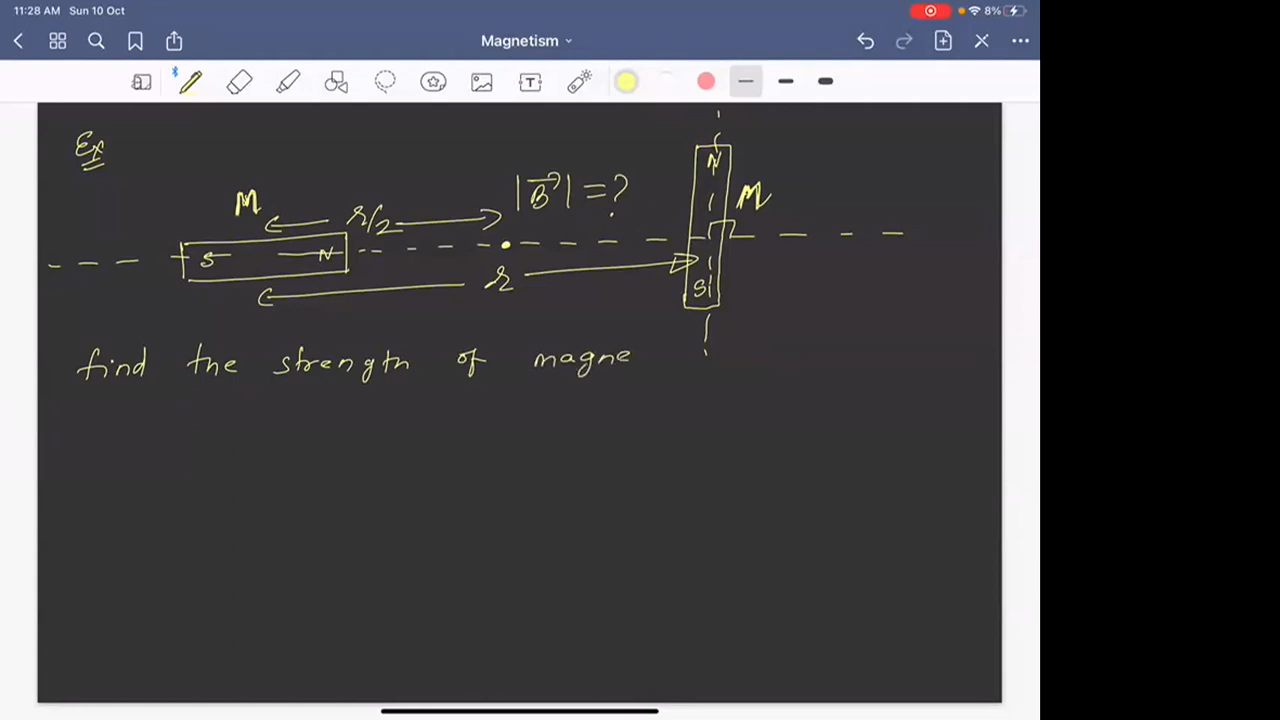 11:28 AM Sun 10 Oct
8%
Magnetism
Ex
M
r/2
|B⃗| = ?
N
M
S
N
r
S
find the strength of magne